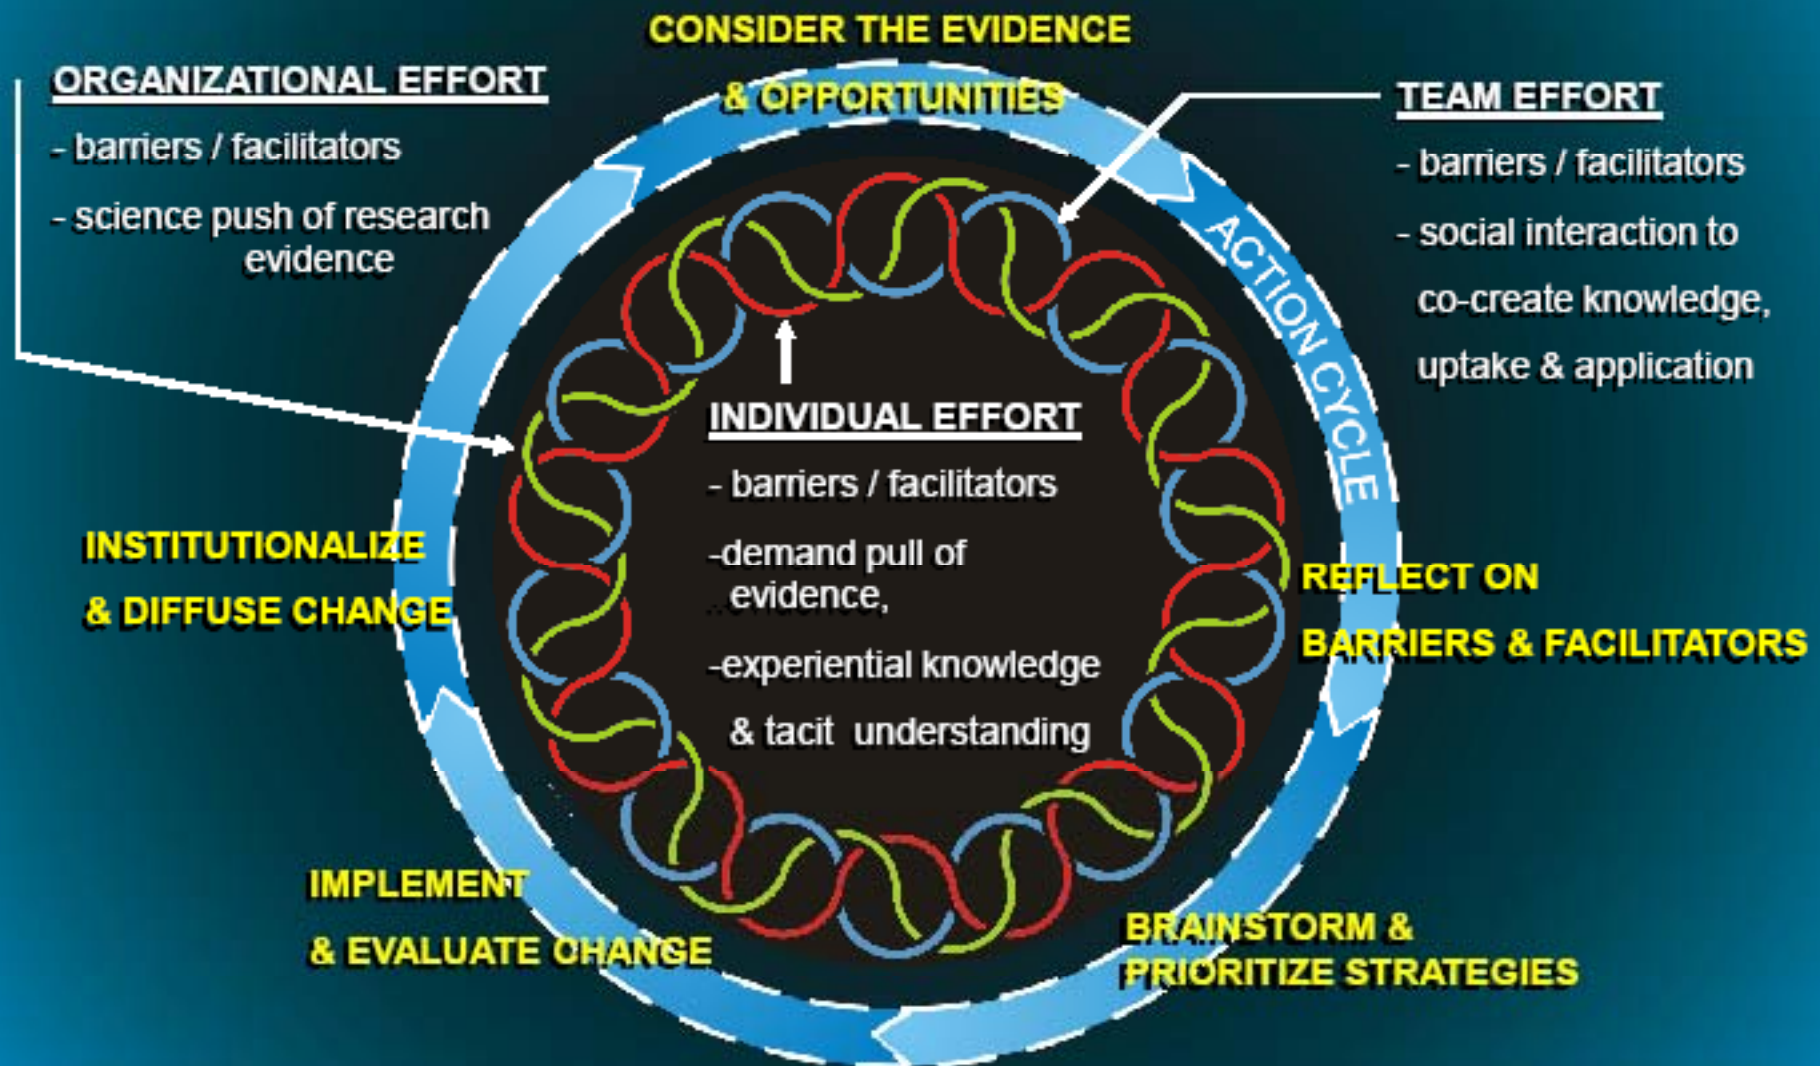 CONSIDER THE EVIDENCE
& OPPORTUNITIES
ORGANIZATIONAL EFFORT
- barriers / facilitators
- science push of research
evidence
TEAM EFFORT
- barriers / facilitators
- social interaction to
co-create knowledge,
uptake & application
ACTION CYCLE
INDIVIDUAL EFFORT
- barriers / facilitators
-demand pull of
evidence,
-experiential knowledge
& tacit understanding
REFLECT ON
BARRIERS & FACILITATORS
BRAINSTORM &
PRIORITIZE STRATEGIES
IMPLEMENT
& EVALUATE CHANGE
INSTITUTIONALIZE
& DIFFUSE CHANGE